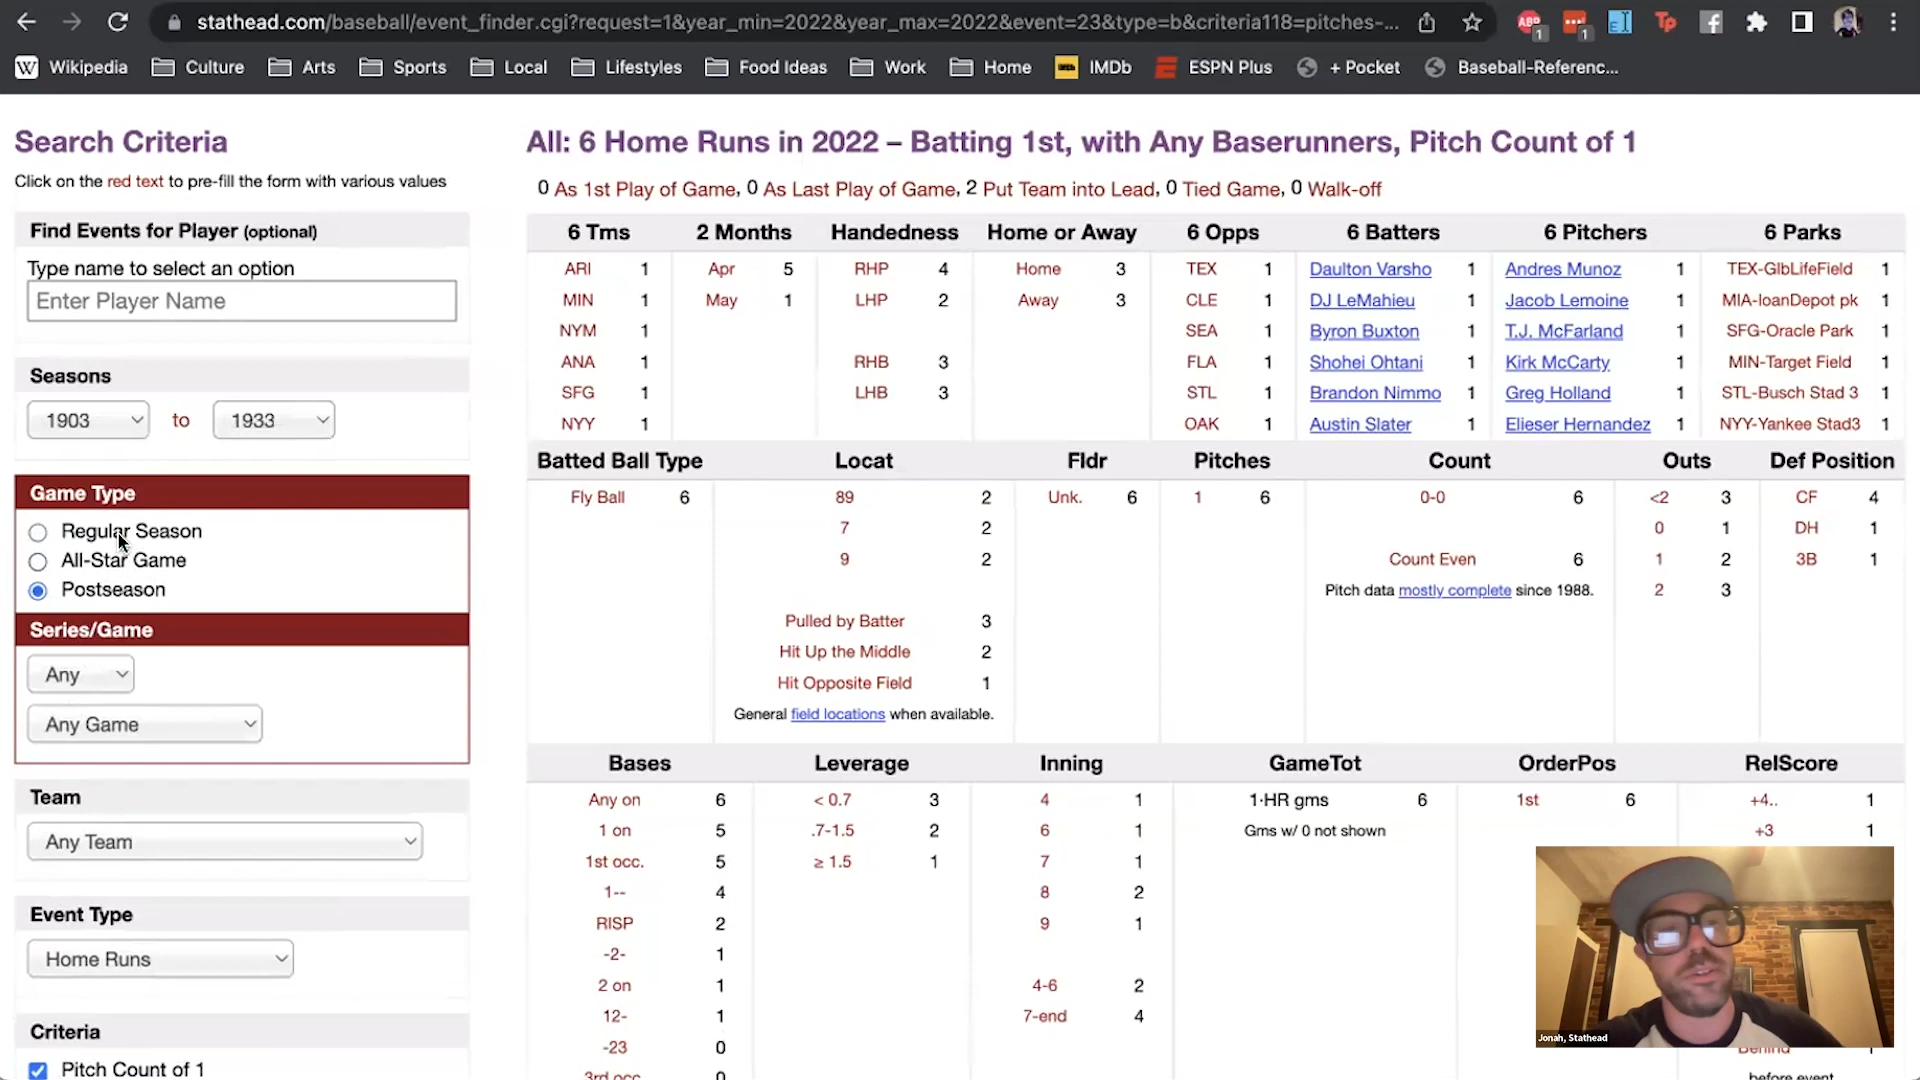 stathead.com/baseball/event_finder.cgi?request=1&year_min=2022&year_max=2022&event=23&type=b&criteria118=pitches-...
Wikipedia Culture Arts Sports Local Lifestyles Food Ideas Work Home IMDb ESPN Plus + Pocket Baseball-Referenc...
Search Criteria
Click on the red text to pre-fill the form with various values
Find Events for Player (optional)
Type name to select an option
Enter Player Name
Seasons
1903 to 1933
Game Type
Regular Season
All-Star Game
Postseason
Series/Game
Any
Any Game
Team
Any Team
Event Type
Home Runs
Criteria
Pitch Count of 1
All: 6 Home Runs in 2022 – Batting 1st, with Any Baserunners, Pitch Count of 1
0 As 1st Play of Game, 0 As Last Play of Game, 2 Put Team into Lead, 0 Tied Game, 0 Walk-off
6 Tms 2 Months Handedness Home or Away 6 Opps 6 Batters 6 Pitchers 6 Parks
ARI 1 Apr 5 RHP 4 Home 3 TEX 1 Daulton Varsho 1 Andres Munoz 1 TEX-GlbLifeField 1
MIN 1 May 1 LHP 2 Away 3 CLE 1 DJ LeMahieu 1 Jacob Lemoine 1 MIA-loanDepot pk 1
NYM 1 SEA 1 Byron Buxton 1 T.J. McFarland 1 SFG-Oracle Park 1
ANA 1 RHB 3 FLA 1 Shohei Ohtani 1 Kirk McCarty 1 MIN-Target Field 1
SFG 1 LHB 3 STL 1 Brandon Nimmo 1 Greg Holland 1 STL-Busch Stad 3 1
NYY 1 OAK 1 Austin Slater 1 Elieser Hernandez 1 NYY-Yankee Stad3 1
Batted Ball Type Locat Fldr Pitches Count Outs Def Position
Fly Ball 6 89 2 Unk. 6 1 6 0-0 6 <2 3 CF 4
7 2 0 1 DH 1
9 2 Count Even 6 1 2 3B 1
Pitch data mostly complete since 1988. 2 3
Pulled by Batter 3
Hit Up the Middle 2
Hit Opposite Field 1
General field locations when available.
Bases Leverage Inning GameTot OrderPos RelScore
Any on 6 < 0.7 3 4 1 1-HR gms 6 1st 6 +4.. 1
1 on 5 .7-1.5 2 6 1 Gms w/ 0 not shown +3 1
1st occ. 5 ≥ 1.5 1 7 1
1-- 4 8 2
RISP 2 9 1
-2- 1
2 on 1 4-6 2
12- 1 7-end 4
-23 0
3rd occ 0
Jonah, Stathead
Behind 1
before event
ABP 1
1
Tp